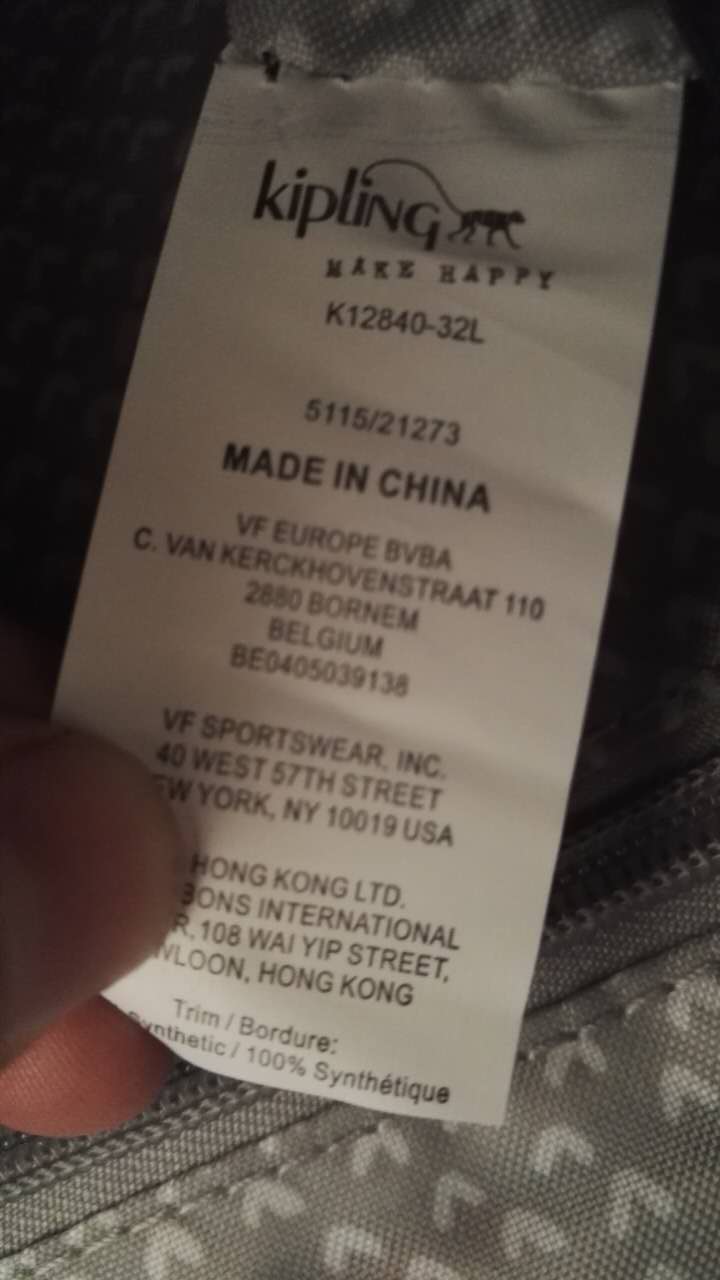 kipling
MAKE HAPPY
K12840-32L
5115/21273
MADE IN CHINA
VF EUROPE BVBA
C. VAN KERCKHOVENSTRAAT 110
2880 BORNEM
BELGIUM
BE0405039138
VF SPORTSWEAR, INC.
40 WEST 57TH STREET
YORK, NY 10019 USA
HONG KONG LTD.
INTERNATIONAL
108 WAI YIP STREET,
HONG KONG
Trim / Bordure:
Synthetic / 100% Synthétique